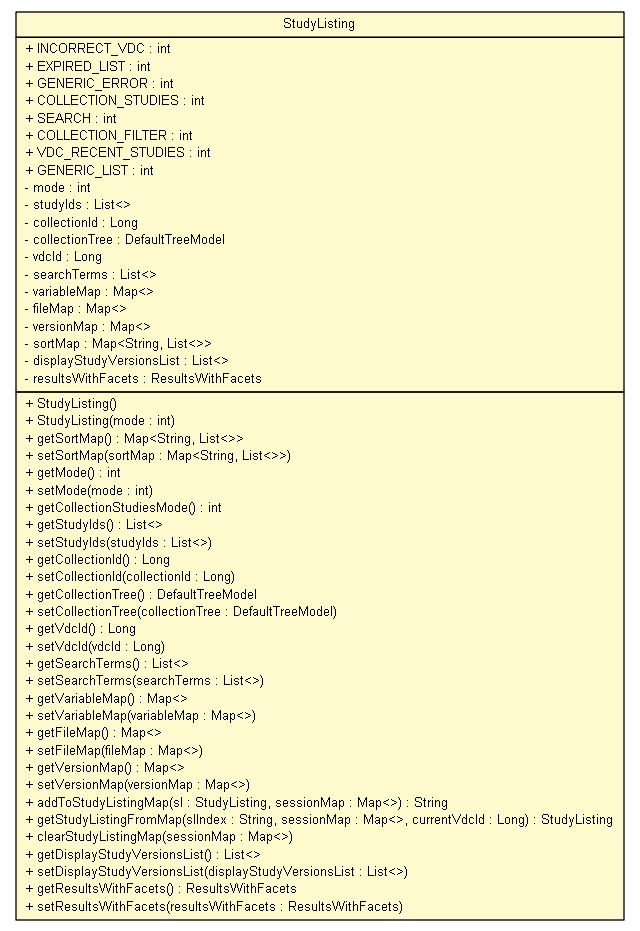 StudyListing
+ INCORRECT_VDC : int
+ EXPIRED_LIST : int
+ GENERIC_ERROR : int
+ COLLECTION_STUDIES : int
+ SEARCH : int
+ COLLECTION_FILTER : int
+ VDC_RECENT_STUDIES : int
+ GENERIC_LIST : int
- mode : int
- studyIds : List<>
- collectionId : Long
- collectionTree : DefaultTreeModel
- vdcId : Long
- searchTerms : List<>
- variableMap : Map<>
- fileMap : Map<>
- versionMap : Map<>
- sortMap : Map<String, List<>>
- displayStudyVersionsList : List<>
- resultsWithFacets : ResultsWithFacets
+ StudyListing()
+ StudyListing(mode : int)
+ getSortMap() : Map<String, List<>>
+ setSortMap(sortMap : Map<String, List<>>)
+ getMode() : int
+ setMode(mode : int)
+ getCollectionStudiesMode() : int
+ getStudyIds() : List<>
+ setStudyIds(studyIds : List<>)
+ getCollectionId() : Long
+ setCollectionId(collectionId : Long)
+ getCollectionTree() : DefaultTreeModel
+ setCollectionTree(collectionTree : DefaultTreeModel)
+ getVdcId() : Long
+ setVdcId(vdcId : Long)
+ getSearchTerms() : List<>
+ setSearchTerms(searchTerms : List<>)
+ getVariableMap() : Map<>
+ setVariableMap(variableMap : Map<>)
+ getFileMap() : Map<>
+ setFileMap(fileMap : Map<>)
+ getVersionMap() : Map<>
+ setVersionMap(versionMap : Map<>)
+ addToStudyListingMap(sl : StudyListing, sessionMap : Map<>) : String
+ getStudyListingFromMap(slIndex : String, sessionMap : Map<>, currentVdcId : Long) : StudyListing
+ clearStudyListingMap(sessionMap : Map<>)
+ getDisplayStudyVersionsList() : List<>
+ setDisplayStudyVersionsList(displayStudyVersionsList : List<>)
+ getResultsWithFacets() : ResultsWithFacets
+ setResultsWithFacets(resultsWithFacets : ResultsWithFacets)